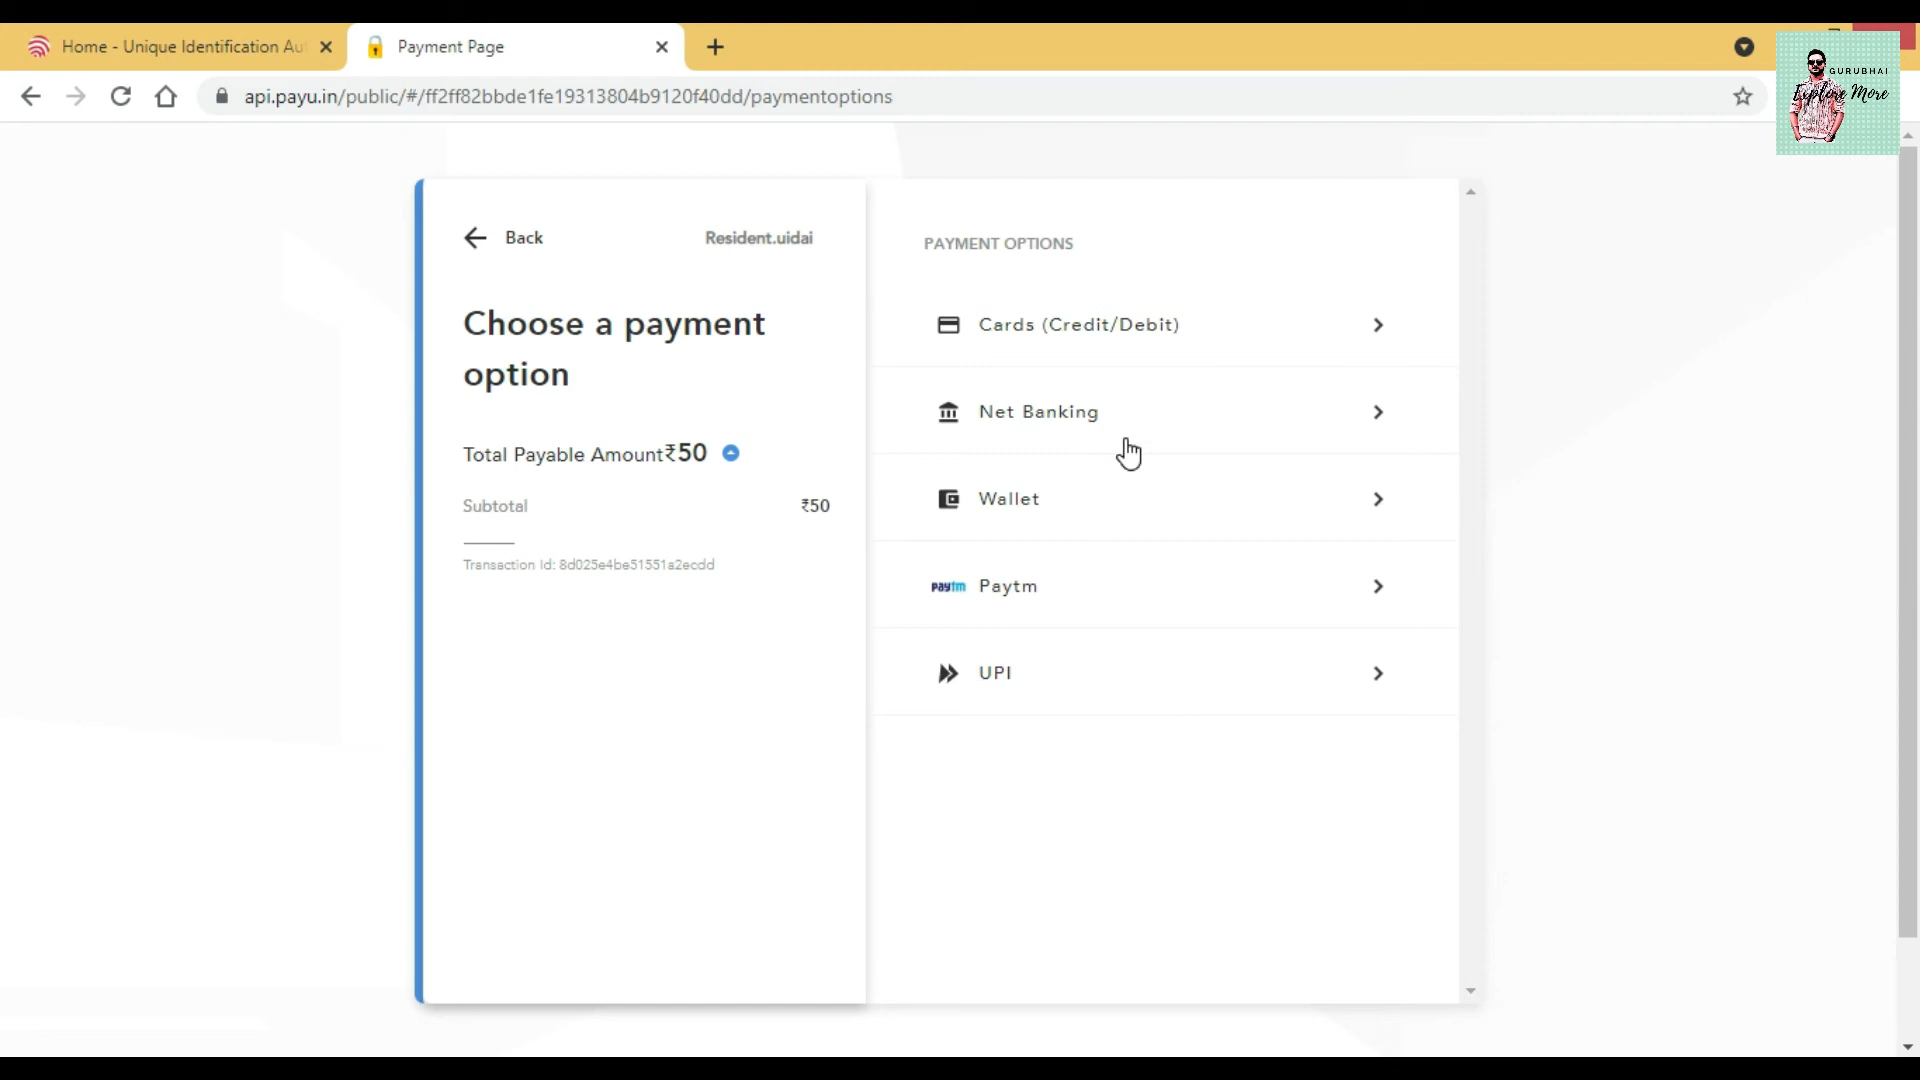 Home - Unique Identification Au
Payment Page
GURUBHAI
Explore More
api.payu.in/public/#/ff2ff82bbde1fe19313804b9120f40dd/paymentoptions
Back
Resident.uidai
Choose a payment
option
Total Payable Amount₹50
Subtotal ₹50
Transaction Id: 8d025e4be51551a2ecdd
PAYMENT OPTIONS
Cards (Credit/Debit)
Net Banking
Wallet
paytm Paytm
UPI